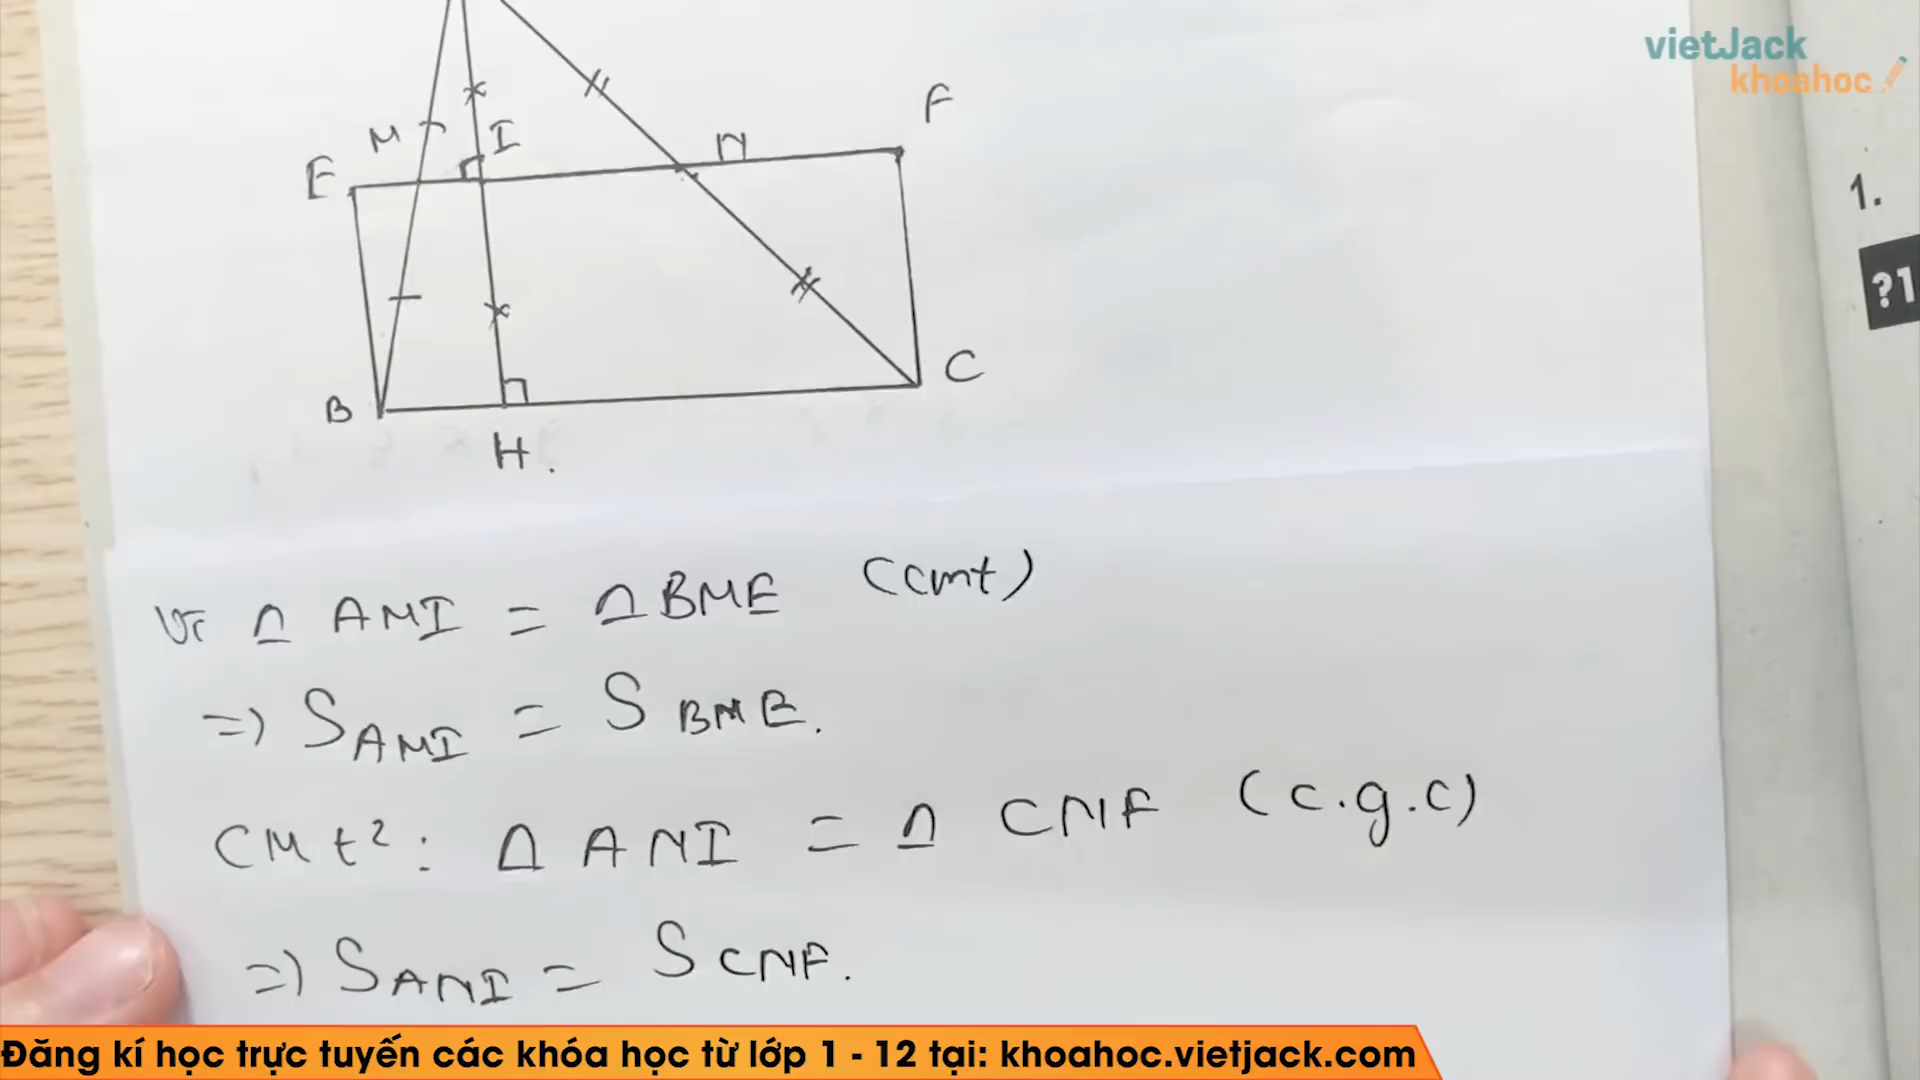 vietJack
khoahoc
F
M
I
N
E
1.
?1
C
B
H.
Vì Δ AMI = Δ BME (cmt)
=> S AMI = S BME.
CMt²: Δ ANI = Δ CNF (c.g.c)
=> S ANI = S CNF.
Đăng kí học trực tuyến các khóa học từ lớp 1 - 12 tại: khoahoc.vietjack.com